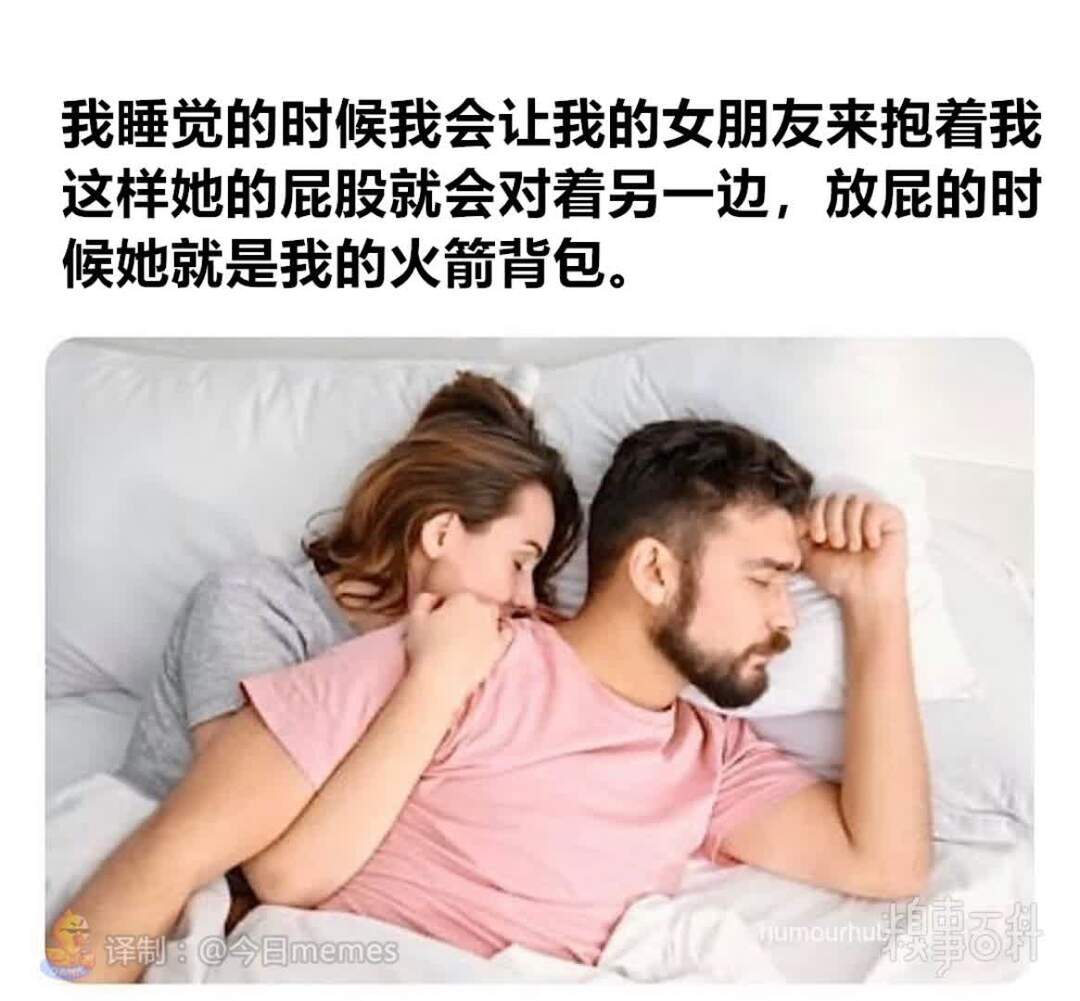 我睡觉的时候我会让我的女朋友来抱着我
这样她的屁股就会对着另一边，放屁的时
候她就是我的火箭背包。
译制：@今日memes
humourhub
糗事百科